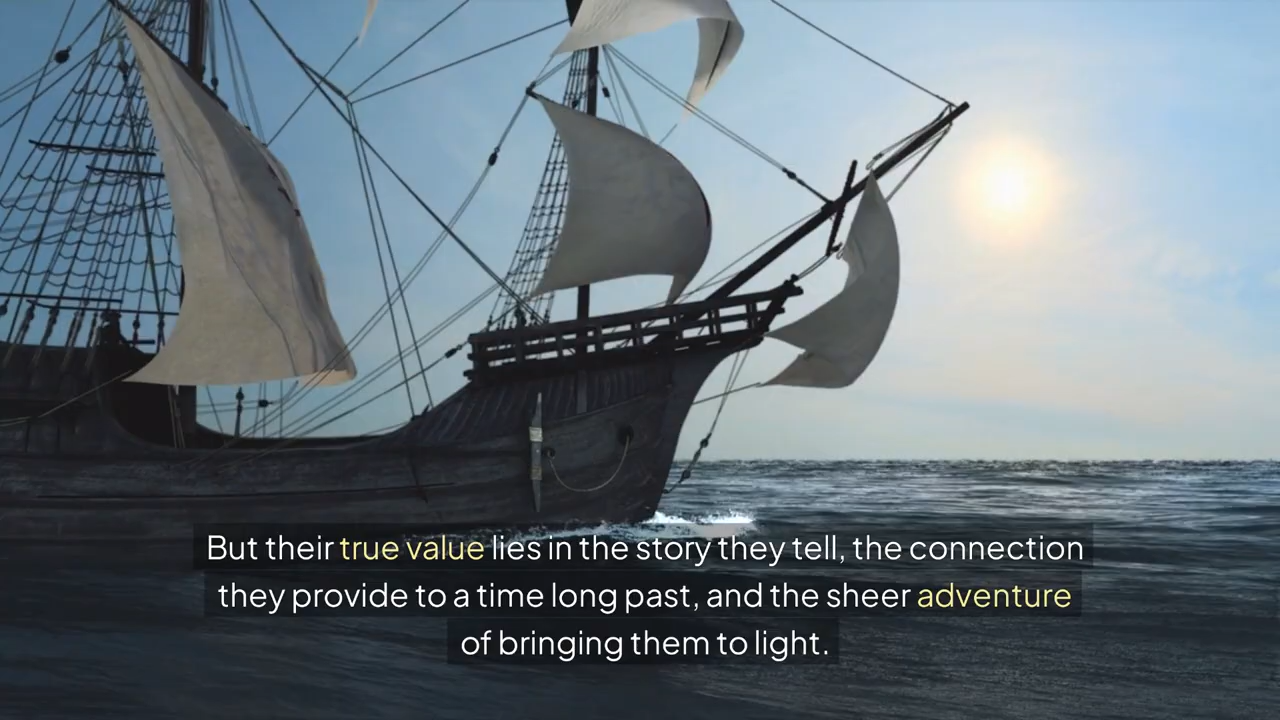 But their true value lies in the story they tell, the connection
they provide to a time long past, and the sheer adventure
of bringing them to light.